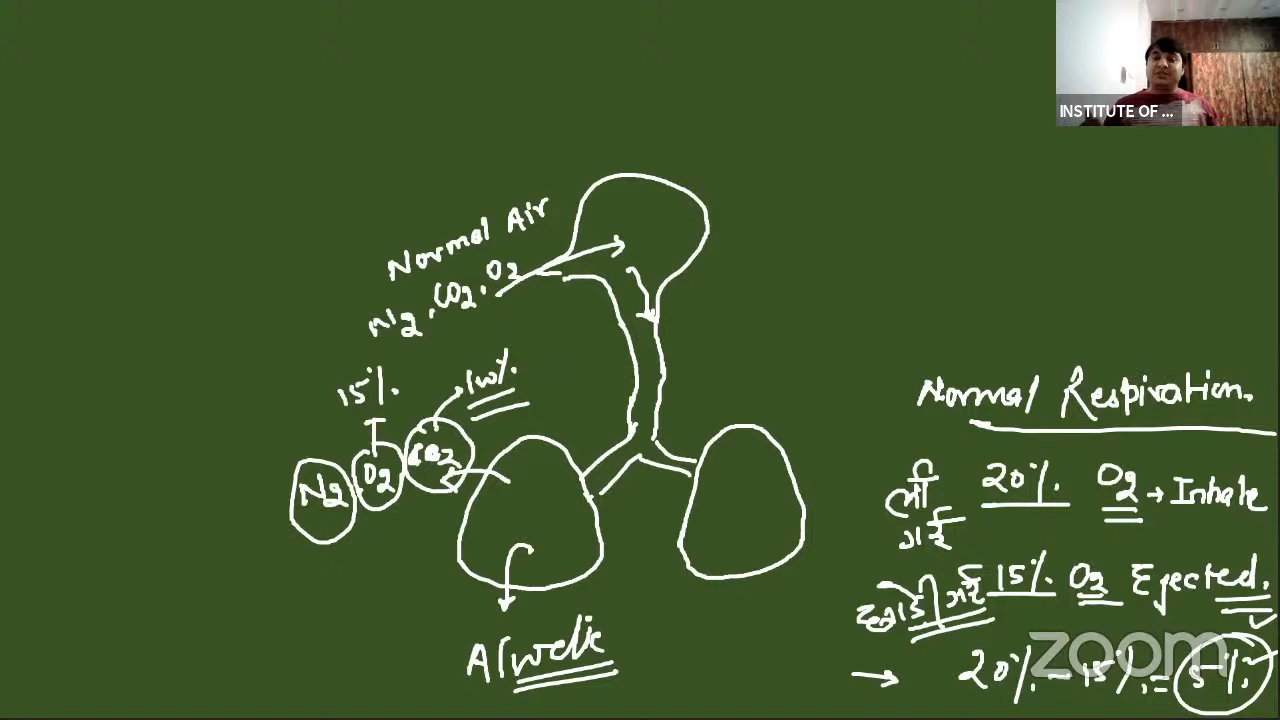 INSTITUTE OF ...
Normal Air
N2, CO2, O2
15%.
100%.
N2 O2 CO2
Normal Respiration.
ली गई 20%. O2 → Inhale
15%. O2 Ejected.
→ 20%. - 15%. = 5%.
zoom